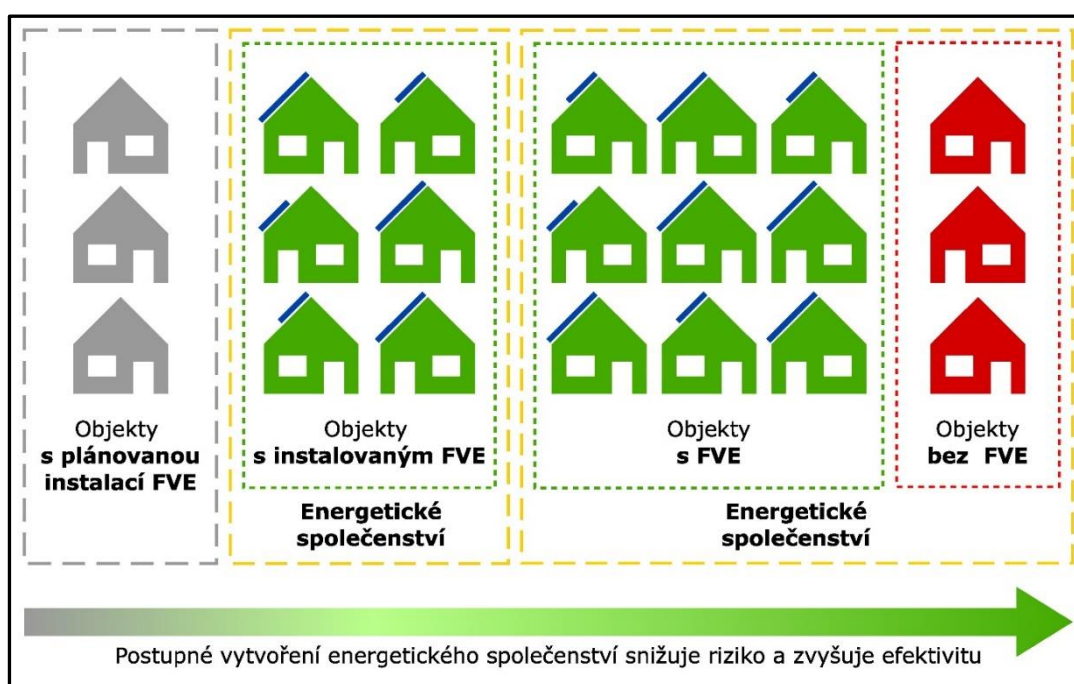 Objekty
s plánovanou
instalací FVE
Objekty
s instalovaným FVE
Energetické
společenství
Objekty
s FVE
Objekty
bez FVE
Energetické
společenství
Postupné vytvoření energetického společenství snižuje riziko a zvyšuje efektivitu